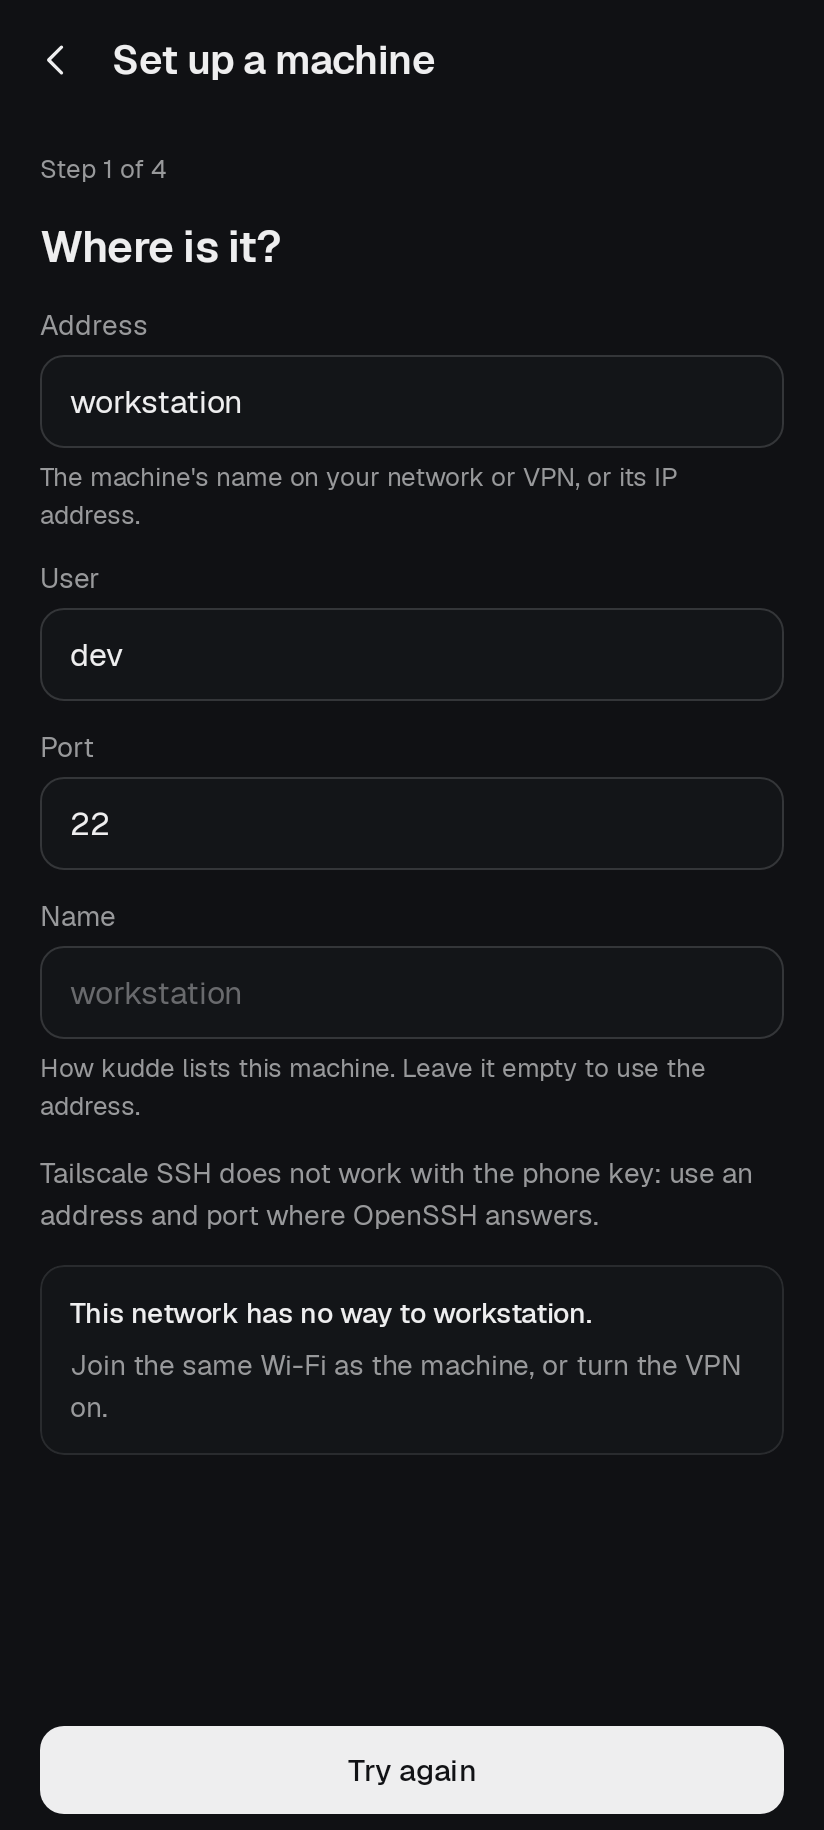 Set up a machine
Step 1 of 4
Where is it?
Address
workstation
The machine's name on your network or VPN, or its IP
address.
User
dev
Port
22
Name
workstation
How kudde lists this machine. Leave it empty to use the
address.
Tailscale SSH does not work with the phone key: use an
address and port where OpenSSH answers.
This network has no way to workstation.
Join the same Wi-Fi as the machine, or turn the VPN
on.
Try again